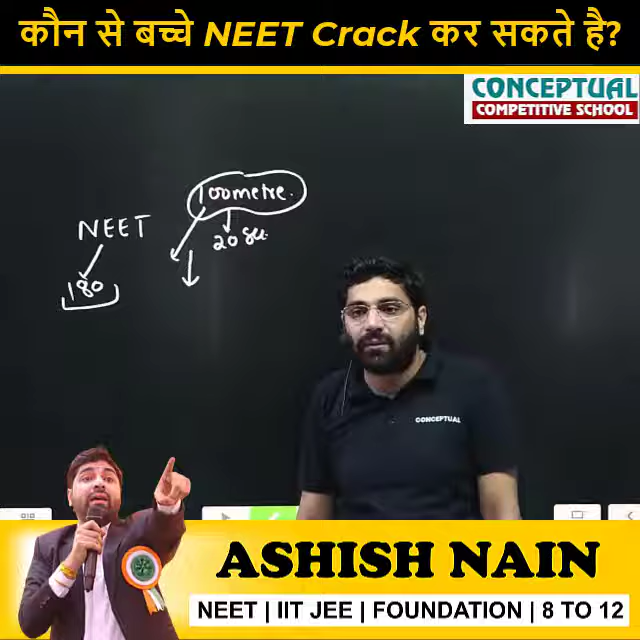 कौन से बच्चे NEET Crack कर सकते है?
CONCEPTUAL
COMPETITIVE SCHOOL
100metre.
NEET
20 sec.
180
CONCEPTUAL
ASHISH NAIN
NEET | IIT JEE | FOUNDATION | 8 TO 12